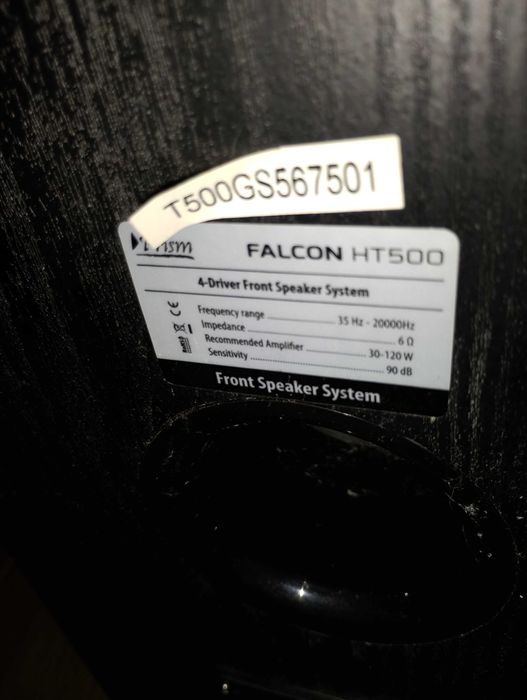 T500GS567501
FALCON HT500
4-Driver Front Speaker System
Frequency range 35 Hz - 20000Hz
Impedance 6 Ω
Recommended Amplifier 30-120 W
Sensitivity 90 dB
Front Speaker System